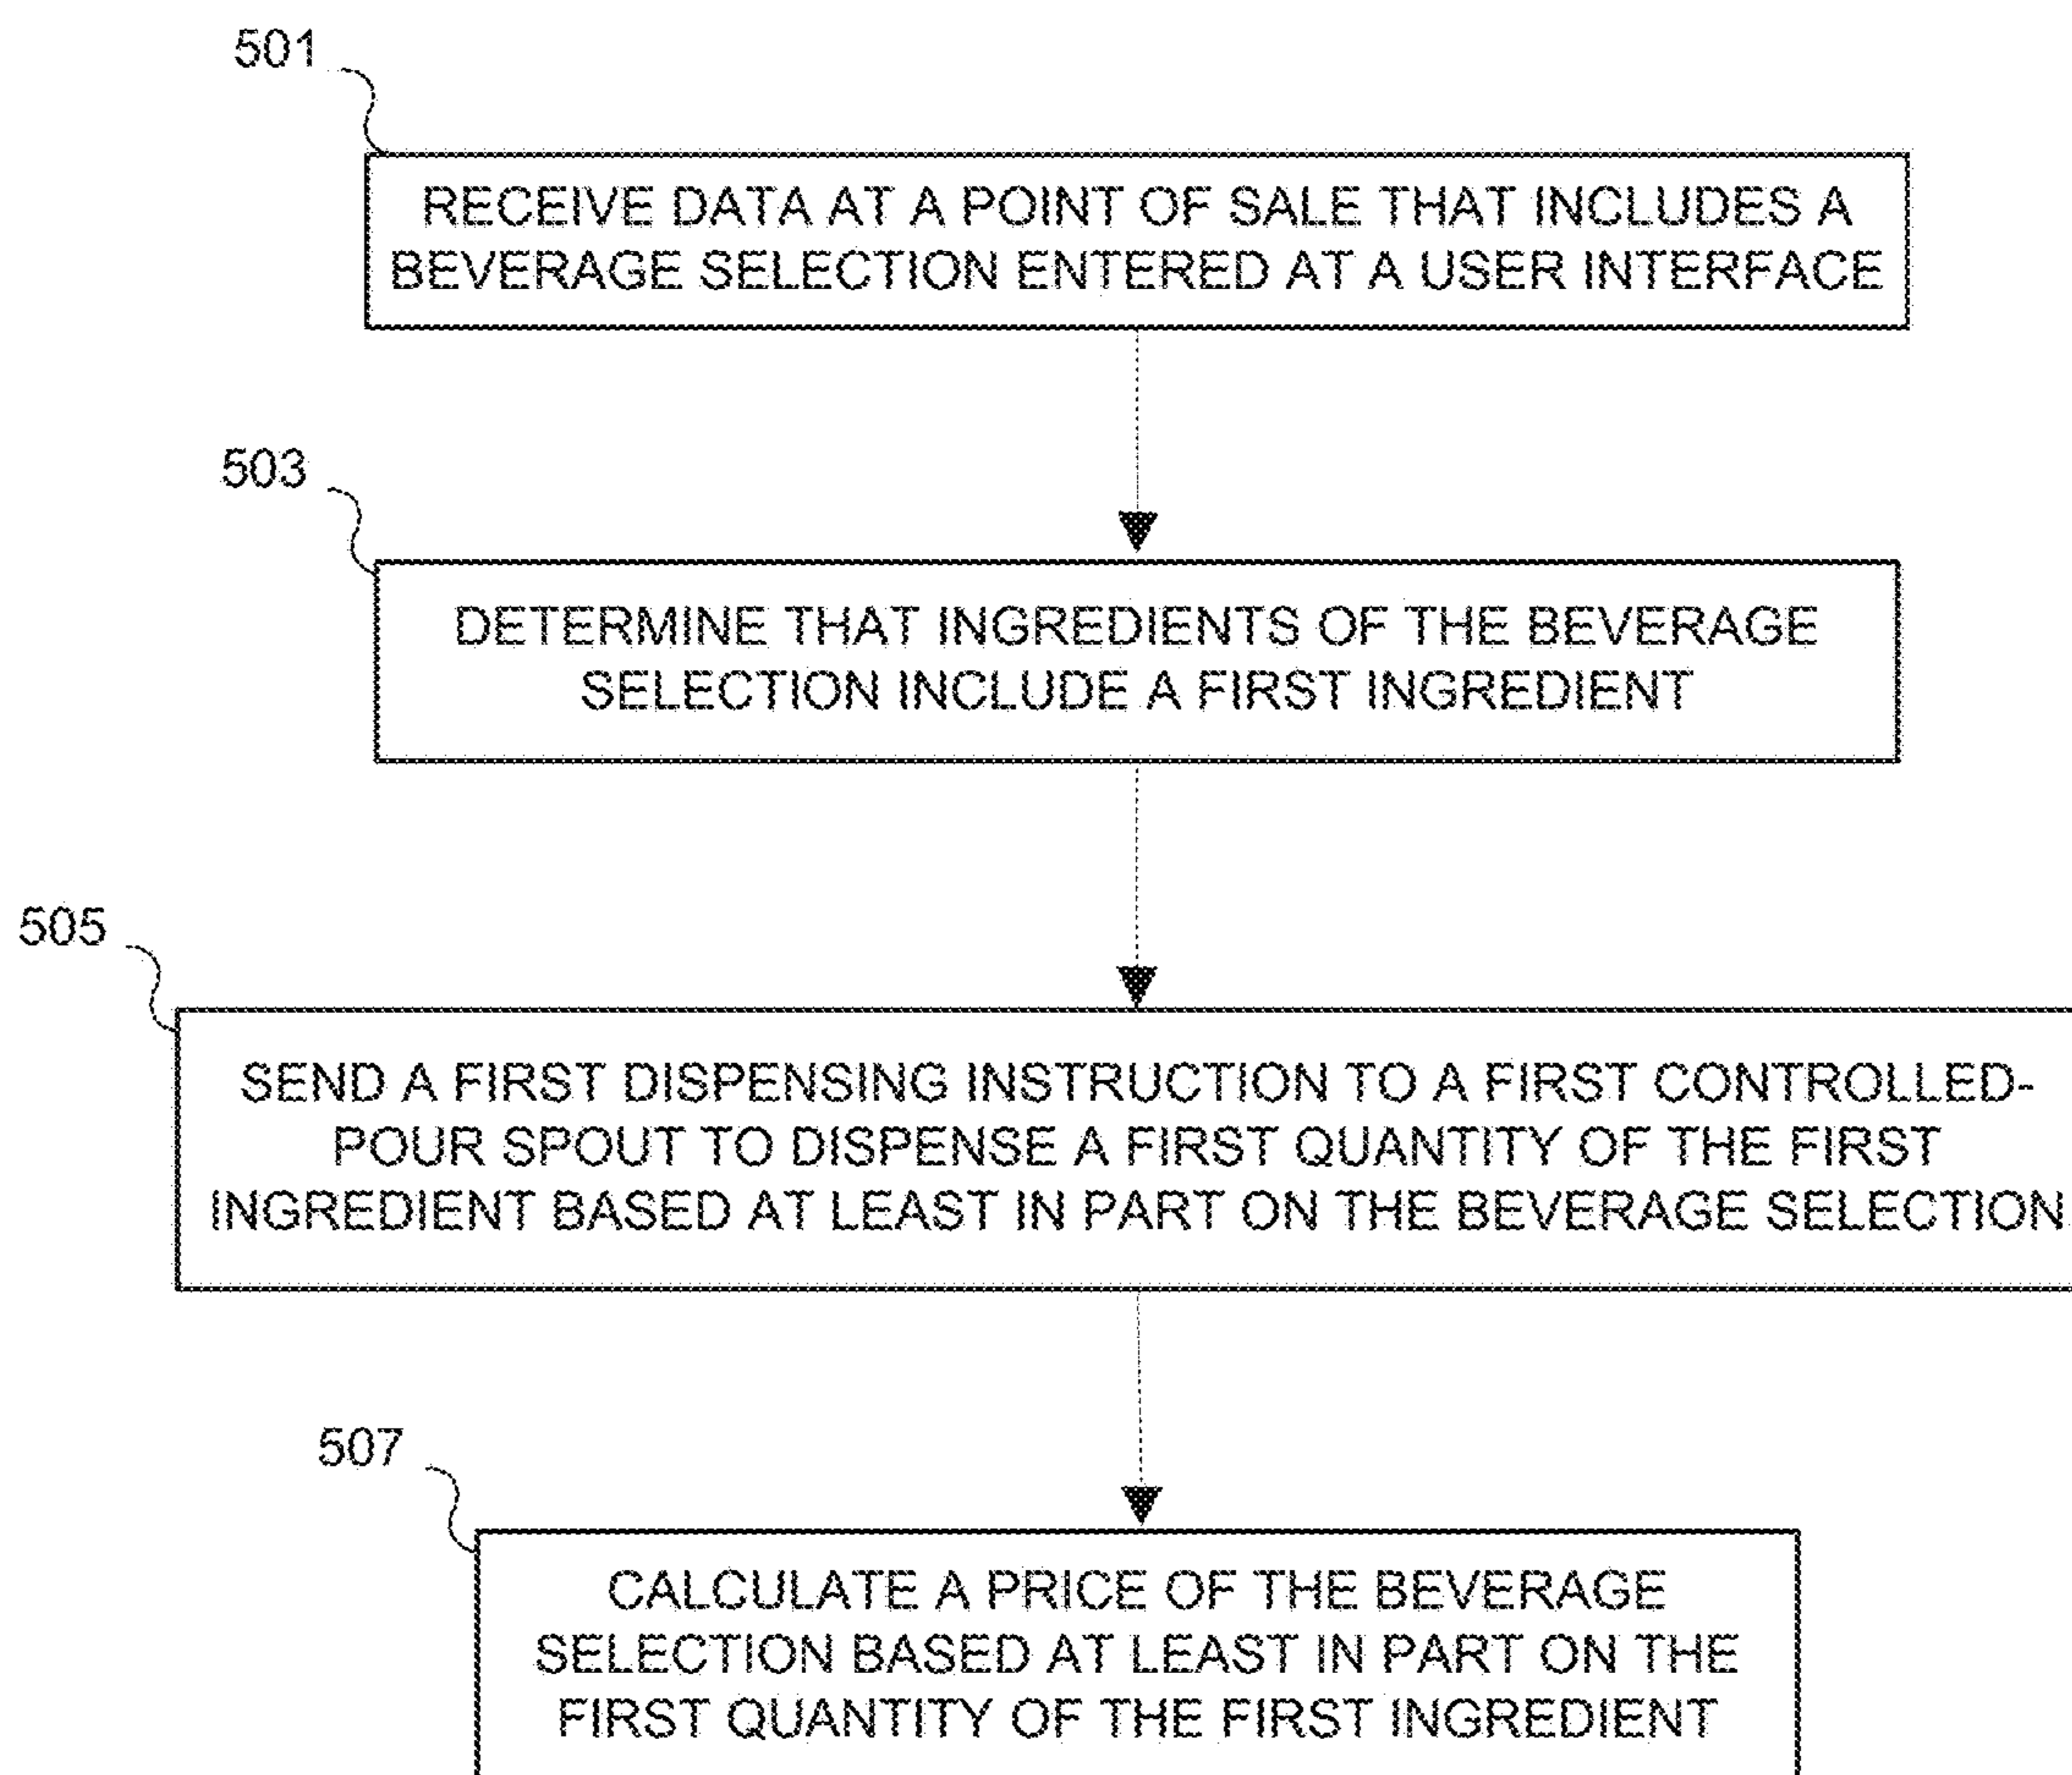 501
RECEIVE DATA AT A POINT OF SALE THAT INCLUDES A
BEVERAGE SELECTION ENTERED AT A USER INTERFACE
503
DETERMINE THAT INGREDIENTS OF THE BEVERAGE
SELECTION INCLUDE A FIRST INGREDIENT
505
SEND A FIRST DISPENSING INSTRUCTION TO A FIRST CONTROLLED-
POUR SPOUT TO DISPENSE A FIRST QUANTITY OF THE FIRST
INGREDIENT BASED AT LEAST IN PART ON THE BEVERAGE SELECTION
507
CALCULATE A PRICE OF THE BEVERAGE
SELECTION BASED AT LEAST IN PART ON THE
FIRST QUANTITY OF THE FIRST INGREDIENT